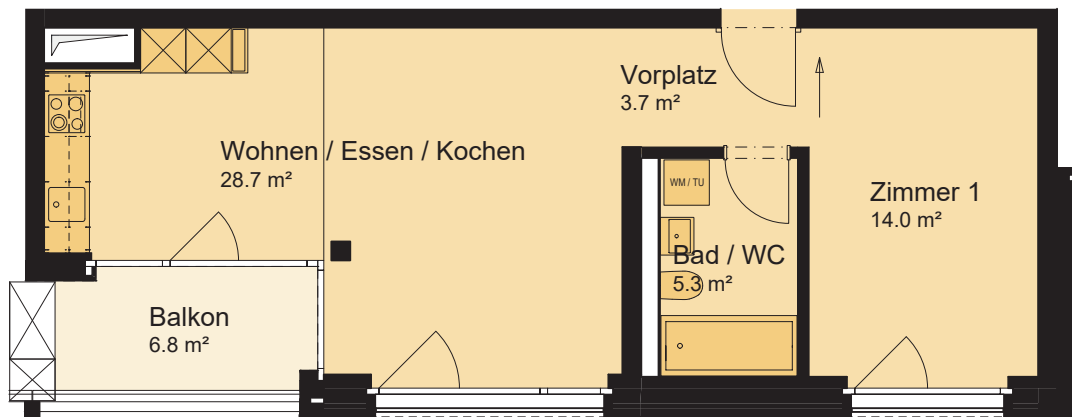 Vorplatz
3.7 m²
Wohnen / Essen / Kochen
28.7 m²
WM / TU
Zimmer 1
14.0 m²
Bad / WC
5.3 m²
Balkon
6.8 m²